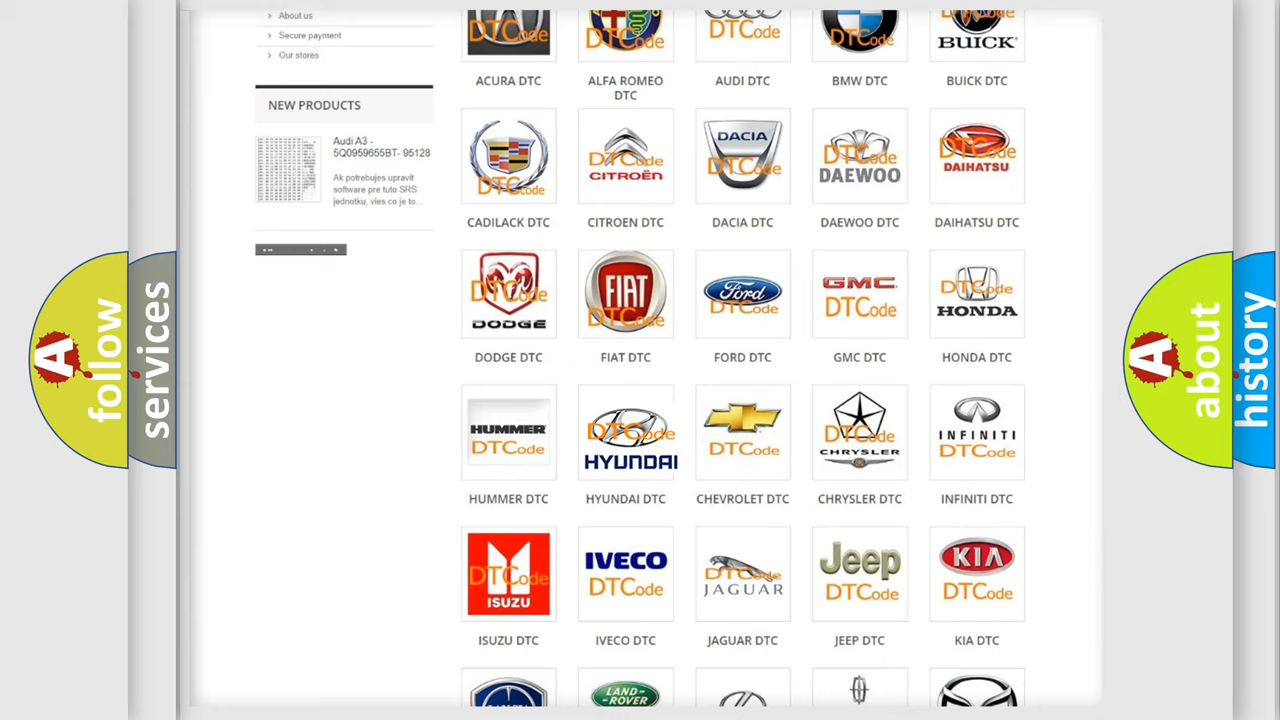 About us
Secure payment
Our stores
NEW PRODUCTS
Audi A3 -
5Q0959655BT- 95128
Ak potrebujes upravit
software pre tuto SRS
jednotku, vies co je to...
DTCode
DTCode
DTCode
DTCode
BUICK
ACURA DTC
ALFA ROMEO
DTC
AUDI DTC
BMW DTC
BUICK DTC
DTCode
DTCode
CITROËN
DACIA
DTCode
DTCode
DAEWOO
DTCode
DAIHATSU
CADILACK DTC
CITROEN DTC
DACIA DTC
DAEWOO DTC
DAIHATSU DTC
DTCode
DODGE
FIAT
DTCode
Ford
DTCode
GMC
DTCode
DTCode
HONDA
DODGE DTC
FIAT DTC
FORD DTC
GMC DTC
HONDA DTC
HUMMER
DTCode
DTCode
HYUNDAI
DTCode
DTCode
CHRYSLER
INFINITI
DTCode
HUMMER DTC
HYUNDAI DTC
CHEVROLET DTC
CHRYSLER DTC
INFINITI DTC
DTCode
ISUZU
IVECO
DTCode
DTCode
JAGUAR
Jeep
DTCode
KIA
DTCode
ISUZU DTC
IVECO DTC
JAGUAR DTC
JEEP DTC
KIA DTC
LAND-
ROVER
A
follow
services
A
about
history